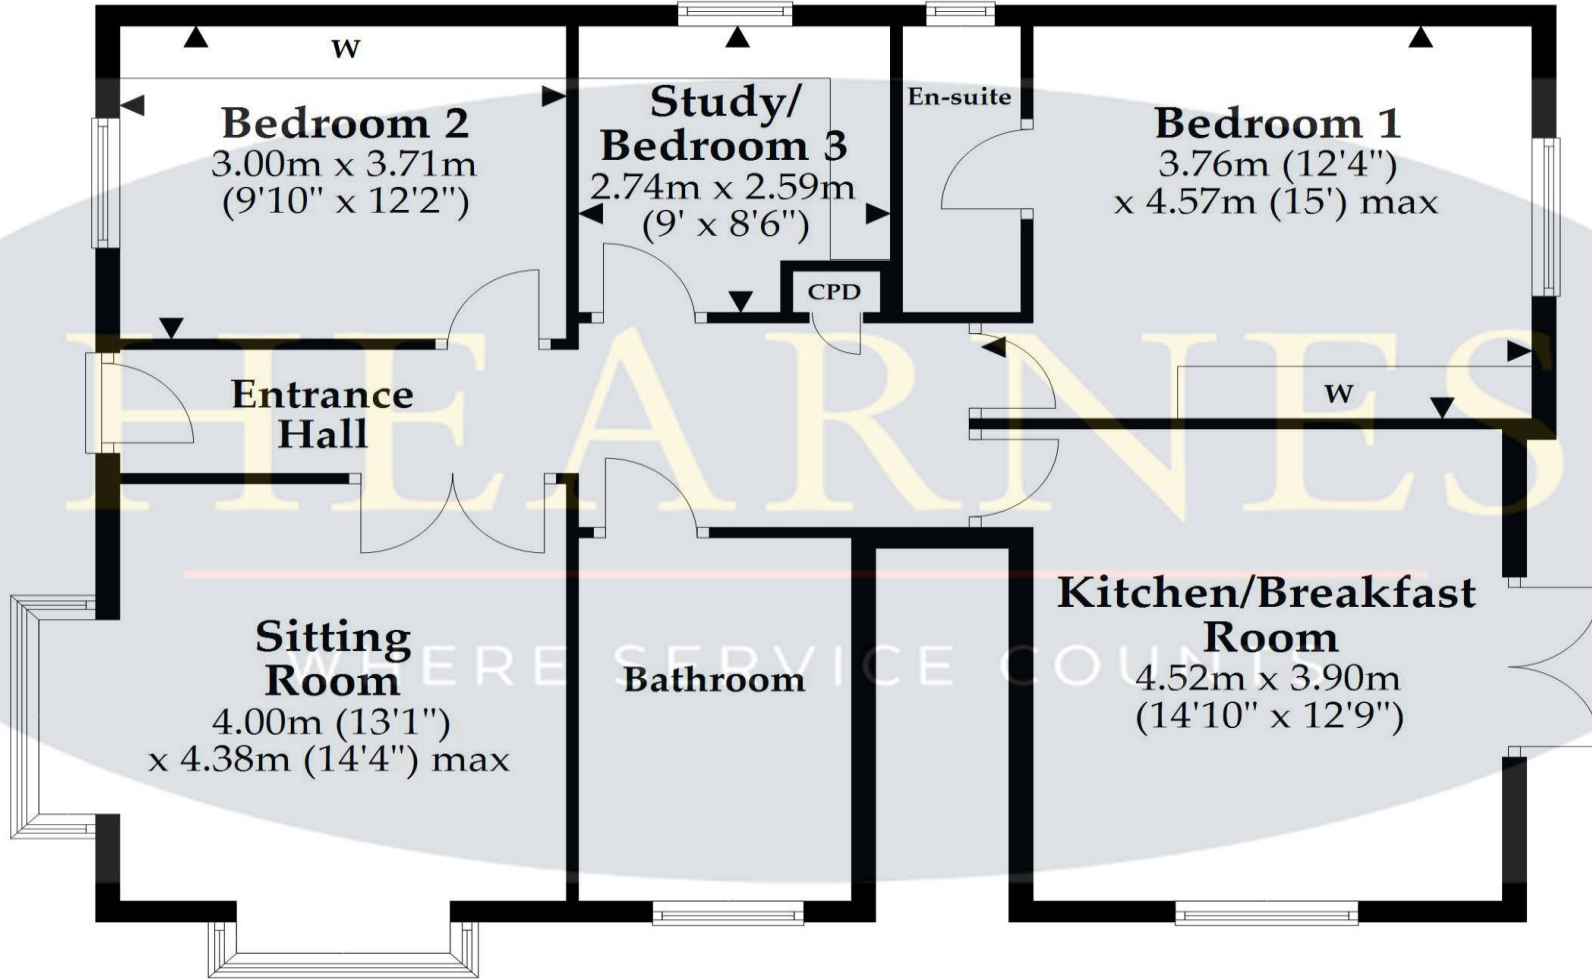 W
Bedroom 2
3.00m x 3.71m
(9'10" x 12'2")
Study/
Bedroom 3
2.74m x 2.59m
(9' x 8'6")
En-suite
Bedroom 1
3.76m (12'4")
x 4.57m (15') max
CPD
W
Entrance
Hall
HEARNES
WHERE SERVICE COUNTS
Sitting
Room
4.00m (13'1")
x 4.38m (14'4") max
Bathroom
Kitchen/Breakfast
Room
4.52m x 3.90m
(14'10" x 12'9")